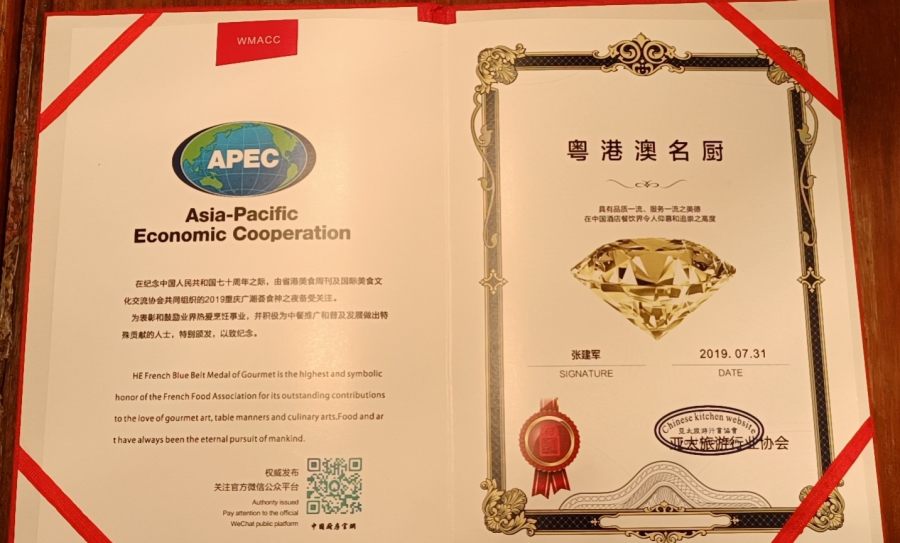 WMACC
APEC
Asia-Pacific
Economic Cooperation
在纪念中国人民共和国七十周年之际，由省港美食周刊及国际美食文
化交流协会共同组织的2019重庆广潮荟食神之夜备受关注。
为表彰和鼓励业界热爱烹饪事业，并积极为中餐推广和普及发展做出特
殊贡献的人士，特别颁发，以致纪念。
HE French Blue Belt Medal of Gourmet is the highest and symbolic
honor of the French Food Association for its outstanding contributions
to the love of gourmet art, table manners and culinary arts.Food and ar
t have always been the eternal pursuit of mankind.
权威发布
关注官方微信公众平台
Authority issued
Pay attention to the official
WeChat public platform
中国厨房官网
粤港澳名厨
具有品质一流、服务一流之美德
在中国酒店餐饮界令人仰慕和追崇之高度
张建军
SIGNATURE
2019.07.31
DATE
Chinese kitchen website
亚太旅游行业协会